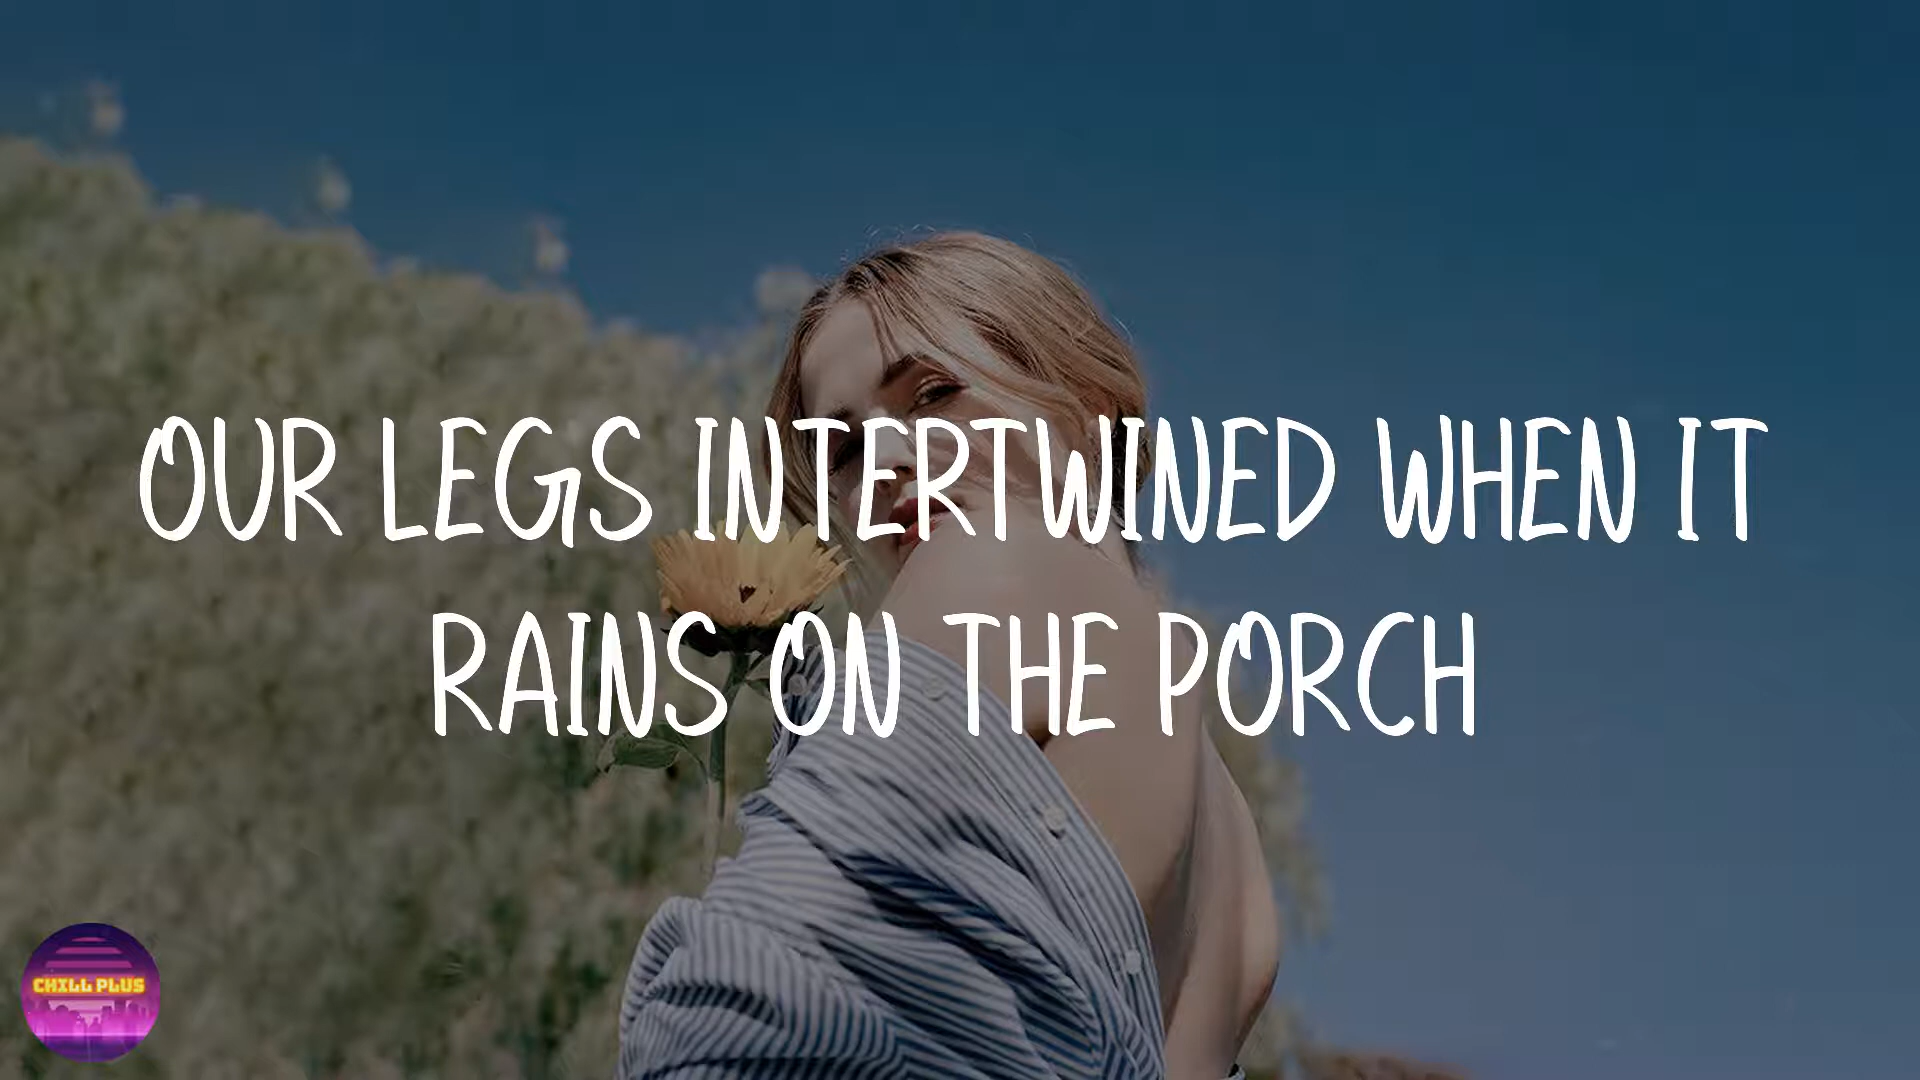 OUR LEGS INTERTWINED WHEN IT
RAINS ON THE PORCH
CHILL PLUS